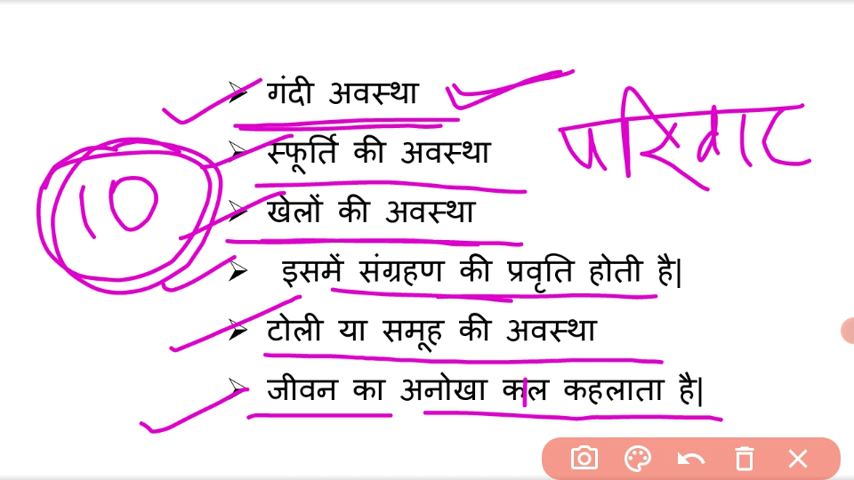 गंदी अवस्था
स्फूर्ति की अवस्था
परिवार
10
खेलों की अवस्था
इसमें संग्रहण की प्रवृति होती है|
टोली या समूह की अवस्था
जीवन का अनोखा काल कहलाता है|